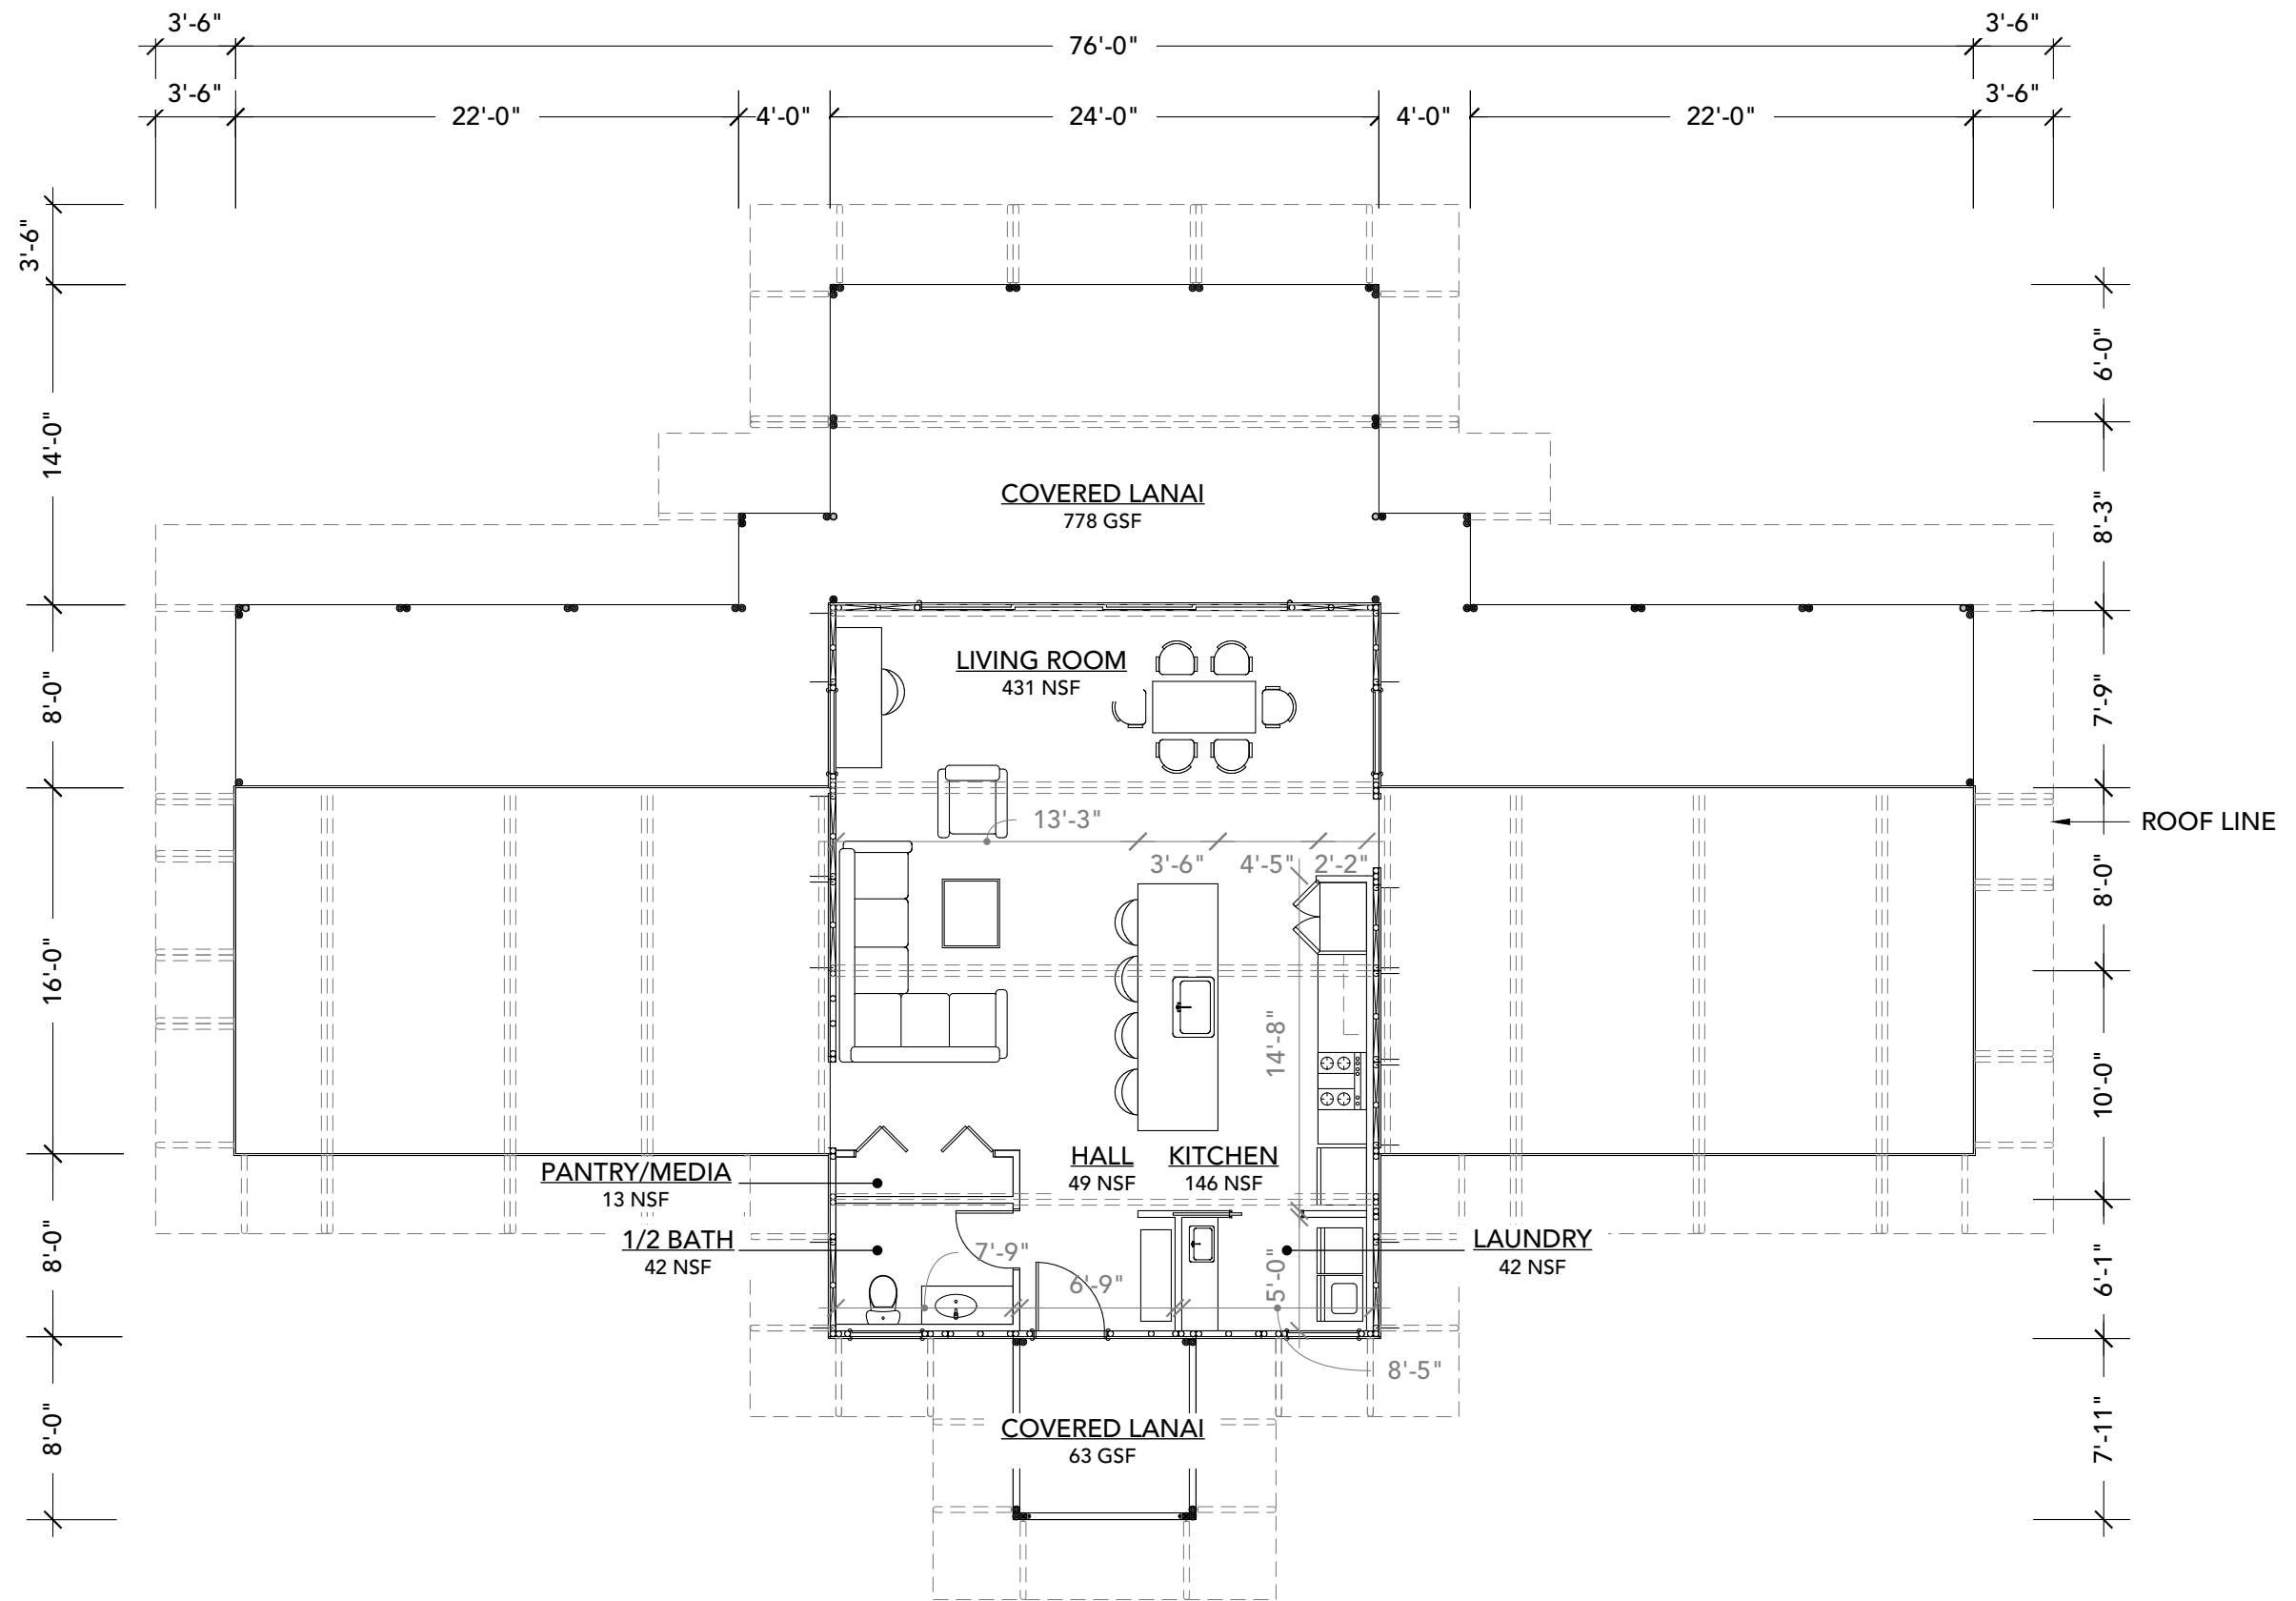 3'-6"
76'-0"
3'-6"
3'-6"
22'-0"
4'-0"
24'-0"
4'-0"
22'-0"
3'-6"
3'-6"
14'-0"
8'-0"
16'-0"
8'-0"
8'-0"
6'-0"
8'-3"
7'-9"
8'-0"
10'-0"
6'-1"
7'-11"
ROOF LINE
COVERED LANAI
778 GSF
LIVING ROOM
431 NSF
13'-3"
3'-6"
4'-5"
2'-2"
14'-8"
HALL
49 NSF
KITCHEN
146 NSF
PANTRY/MEDIA
13 NSF
1/2 BATH
42 NSF
LAUNDRY
42 NSF
7'-9"
6'-9"
5'-0"
8'-5"
COVERED LANAI
63 GSF